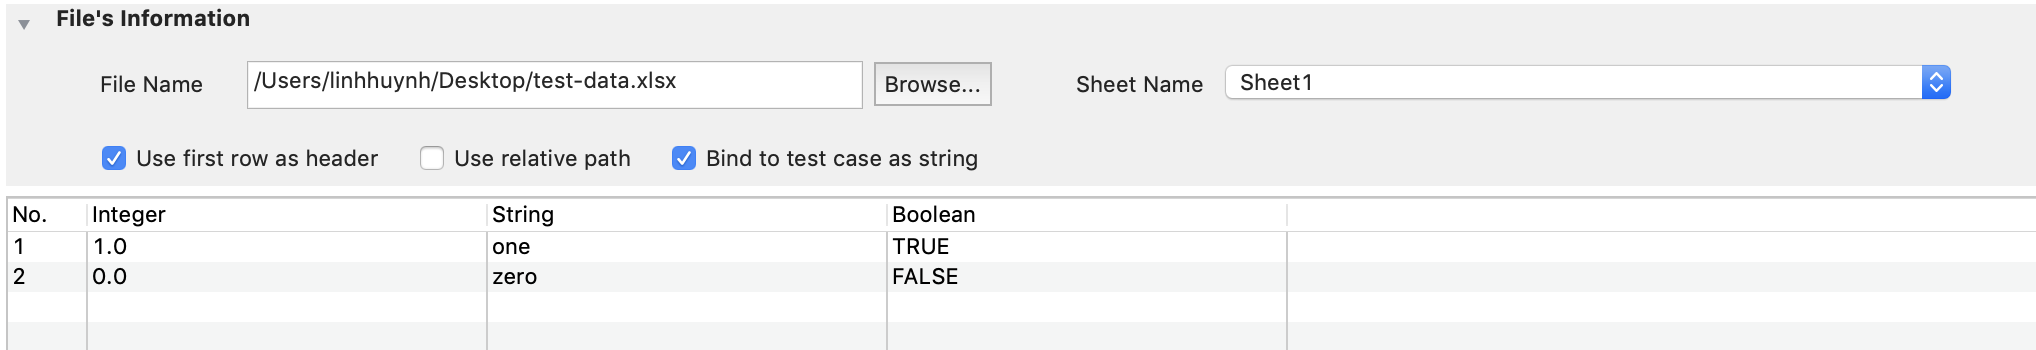 File's Information
File Name /Users/linhhuynh/Desktop/test-data.xlsx Browse... Sheet Name Sheet1
Use first row as header Use relative path Bind to test case as string
No. Integer String Boolean
1 1.0 one TRUE
2 0.0 zero FALSE